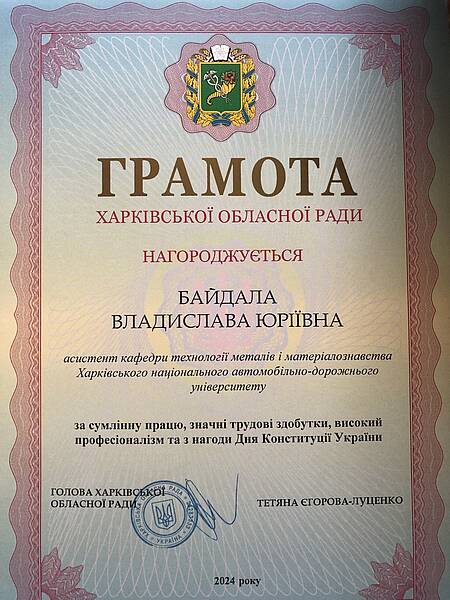 ГРАМОТА
ХАРКІВСЬКОЇ ОБЛАСНОЇ РАДИ
НАГОРОДЖУЄТЬСЯ
БАЙДАЛА
ВЛАДИСЛАВА ЮРІЇВНА
асистент кафедри технології металів і матеріалознавства
Харківського національного автомобільно-дорожнього
університету
за сумлінну працю, значні трудові здобутки, високий
професіоналізм та з нагоди Дня Конституції України
ГОЛОВА ХАРКІВСЬКОЇ
ОБЛАСНОЇ РАДИ
ТЕТЯНА ЄГОРОВА-ЛУЦЕНКО
УКРАЇНА
2024 року